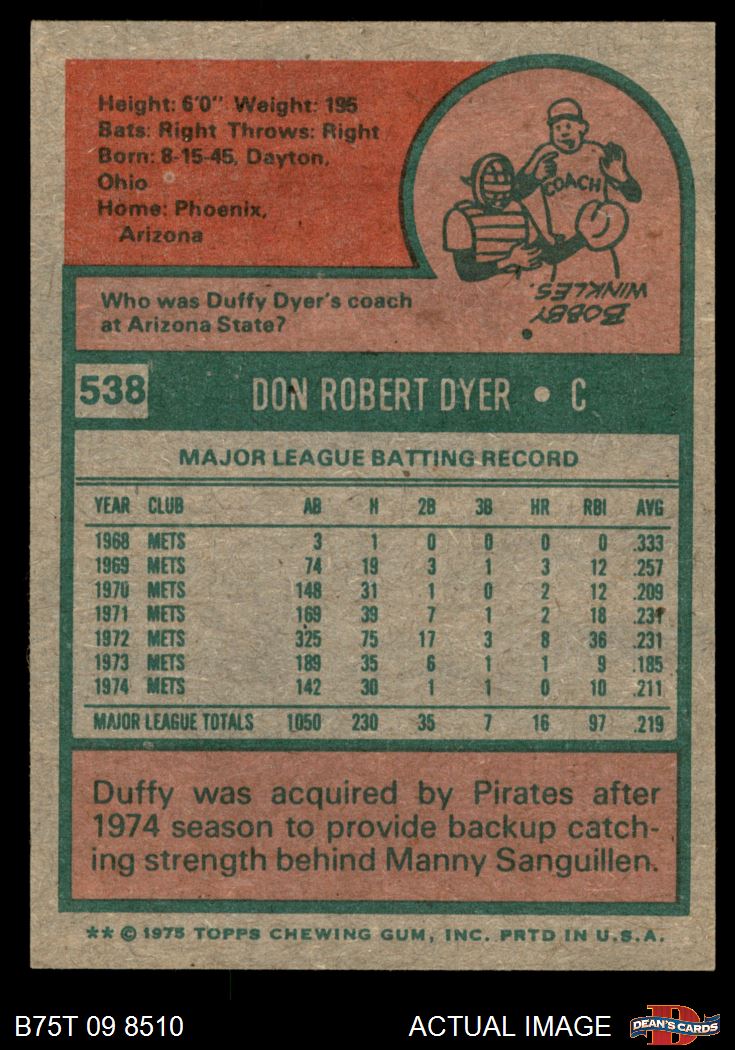 Height: 6'0" Weight: 195
Bats: Right Throws: Right
Born: 8-15-45, Dayton,
Ohio
Home: Phoenix,
Arizona
COACH
BOBBY
WINKLES.
Who was Duffy Dyer's coach
at Arizona State?
538
DON ROBERT DYER • C
MAJOR LEAGUE BATTING RECORD
YEAR CLUB AB H 2B 3B HR RBI AVG
1968 METS 3 1 0 0 0 0 .333
1969 METS 74 19 3 1 3 12 .257
1970 METS 148 31 1 0 2 12 .209
1971 METS 169 39 7 1 2 18 .231
1972 METS 325 75 17 3 8 36 .231
1973 METS 189 35 6 1 1 9 .185
1974 METS 142 30 1 1 0 10 .211
MAJOR LEAGUE TOTALS 1050 230 35 7 16 97 .219
Duffy was acquired by Pirates after
1974 season to provide backup catch-
ing strength behind Manny Sanguillen.
** © 1975 TOPPS CHEWING GUM, INC. PRTD IN U.S.A.
B75T 09 8510
ACTUAL IMAGE
DEAN'S CARDS